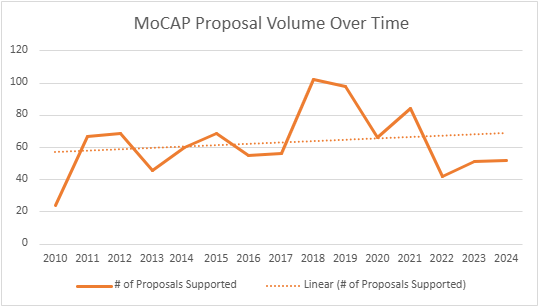 MoCAP Proposal Volume Over Time
120
100
80
60
40
20
0
2010 2011 2012 2013 2014 2015 2016 2017 2018 2019 2020 2021 2022 2023 2024
# of Proposals Supported Linear (# of Proposals Supported)